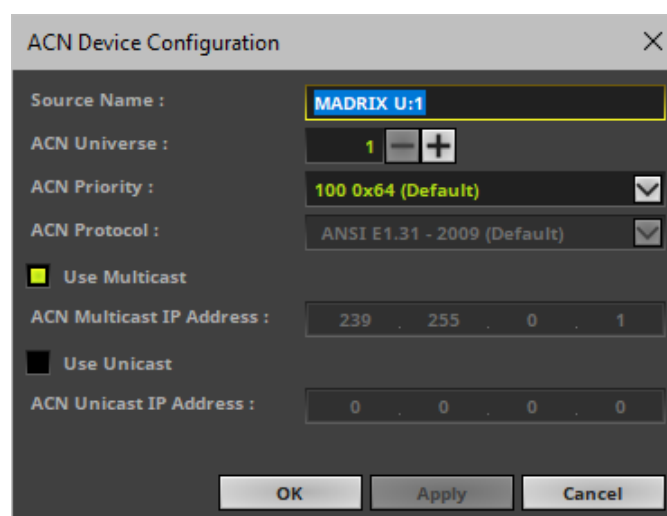 ACN Device Configuration
Source Name : MADRIX U:1
ACN Universe : 1
ACN Priority : 100 0x64 (Default)
ACN Protocol : ANSI E1.31 - 2009 (Default)
Use Multicast
ACN Multicast IP Address : 239 . 255 . 0 . 1
Use Unicast
ACN Unicast IP Address : 0 . 0 . 0 . 0
OK Apply Cancel